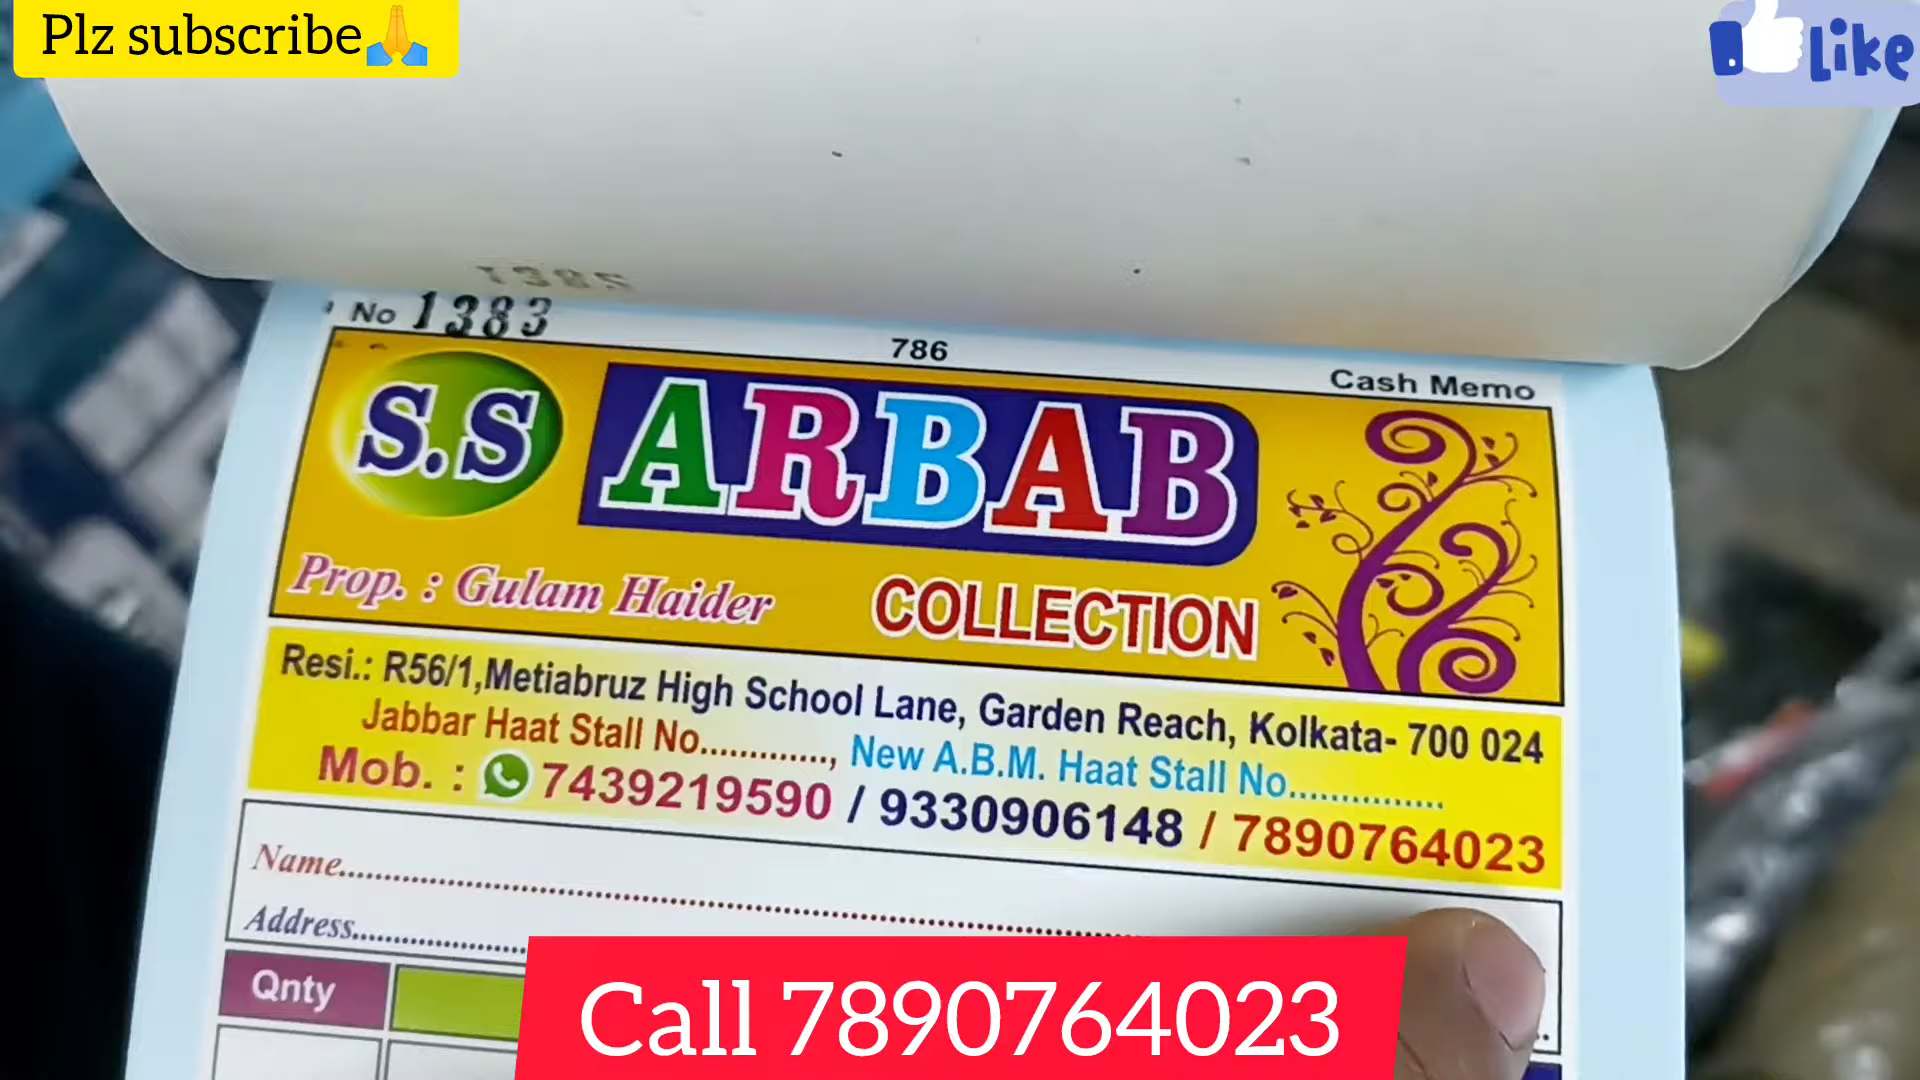 Plz subscribe🙏
Like
No 1383
786
Cash Memo
S.S ARBAB
Prop. : Gulam Haider COLLECTION
Resi.: R56/1,Metiabruz High School Lane, Garden Reach, Kolkata- 700 024
Jabbar Haat Stall No............., New A.B.M. Haat Stall No...............
Mob. : 7439219590 / 9330906148 / 7890764023
Name
Address
Qnty
Call 7890764023